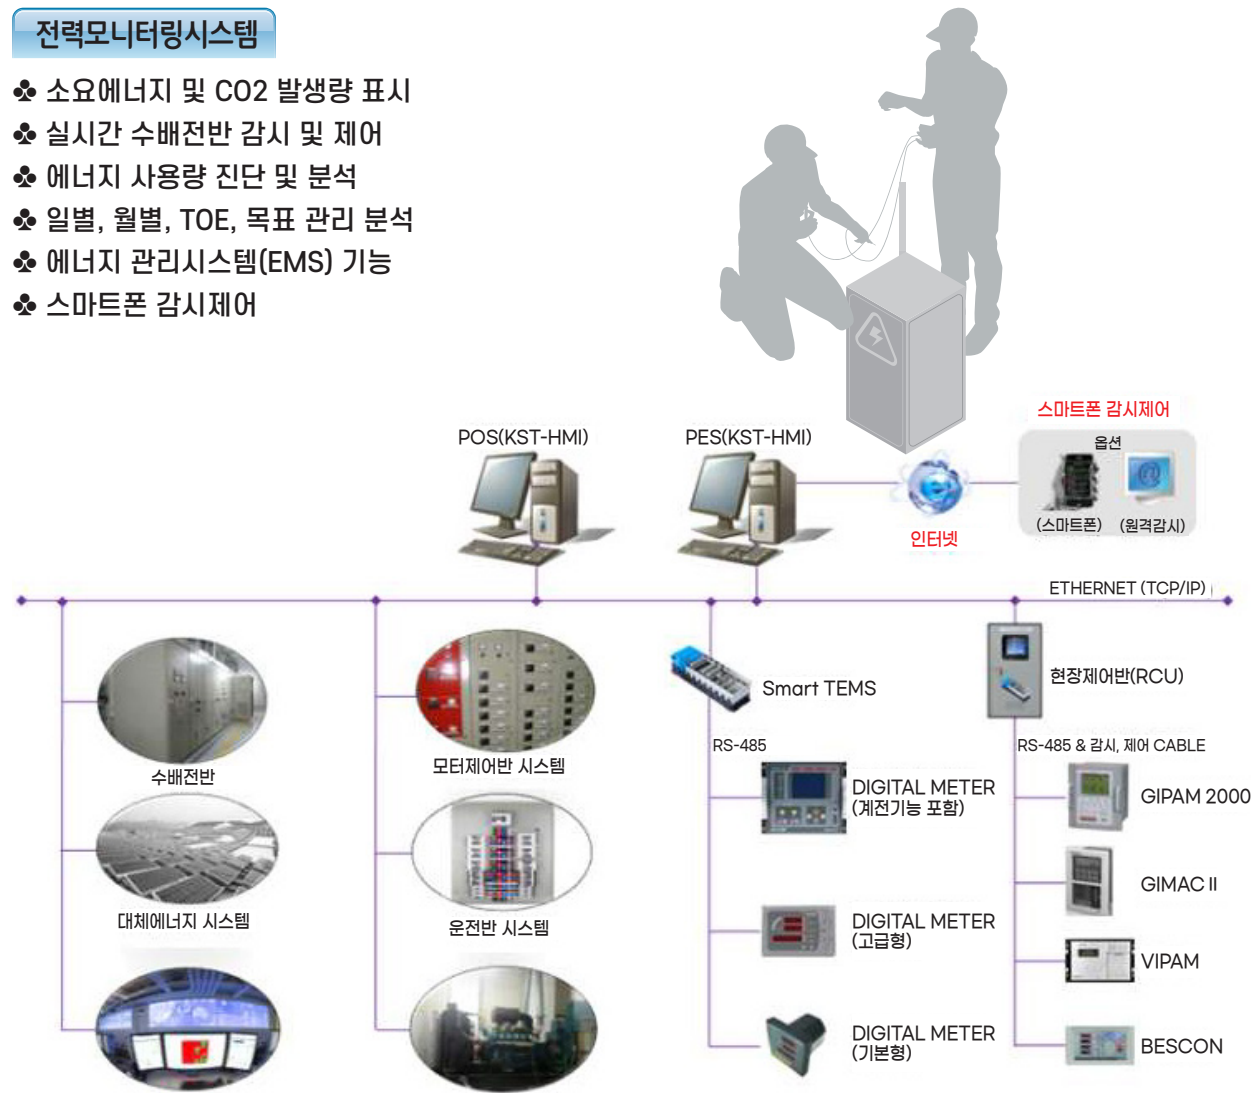 전력모니터링시스템
♣ 소요에너지 및 CO2 발생량 표시
♣ 실시간 수배전반 감시 및 제어
♣ 에너지 사용량 진단 및 분석
♣ 일별, 월별, TOE, 목표 관리 분석
♣ 에너지 관리시스템(EMS) 기능
♣ 스마트폰 감시제어
스마트폰 감시제어
POS(KST-HMI)
PES(KST-HMI)
옵션
(스마트폰)
(원격감시)
인터넷
ETHERNET (TCP/IP)
수배전반
모터제어반 시스템
Smart TEMS
현장제어반(RCU)
RS-485
RS-485 & 감시, 제어 CABLE
DIGITAL METER
(계전기능 포함)
GIPAM 2000
대체에너지 시스템
운전반 시스템
DIGITAL METER
(고급형)
GIMAC II
VIPAM
DIGITAL METER
(기본형)
BESCON